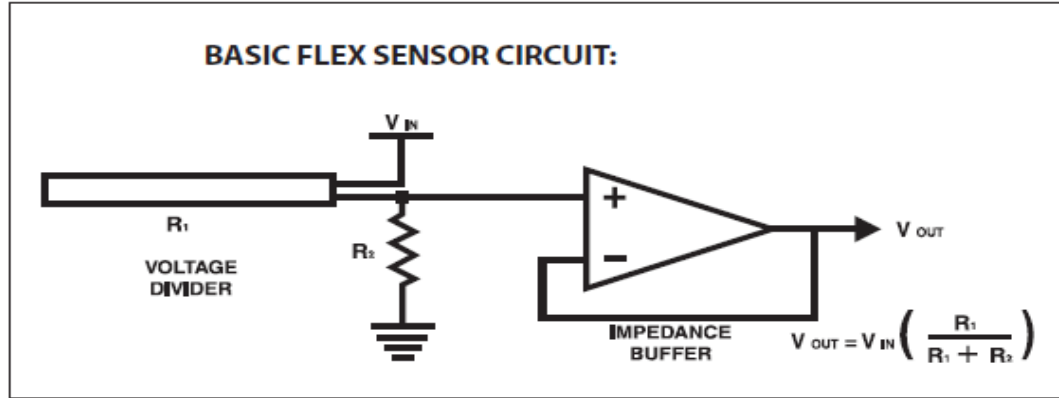 BASIC FLEX SENSOR CIRCUIT:
V IN
R₁
R₂
VOLTAGE
DIVIDER
+
−
V OUT
IMPEDANCE
BUFFER
V OUT = V IN ( R₁ / R₁ + R₂ )